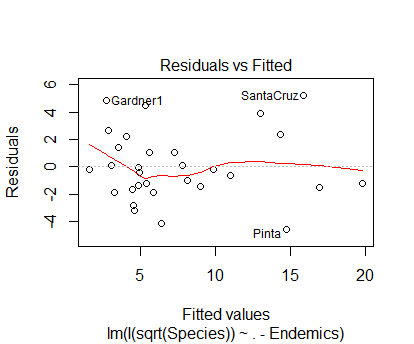 Residuals vs Fitted
Residuals
6
4
2
0
-2
-4
Gardner1
SantaCruz
Pinta
5
10
15
20
Fitted values
lm(I(sqrt(Species)) ~ . - Endemics)